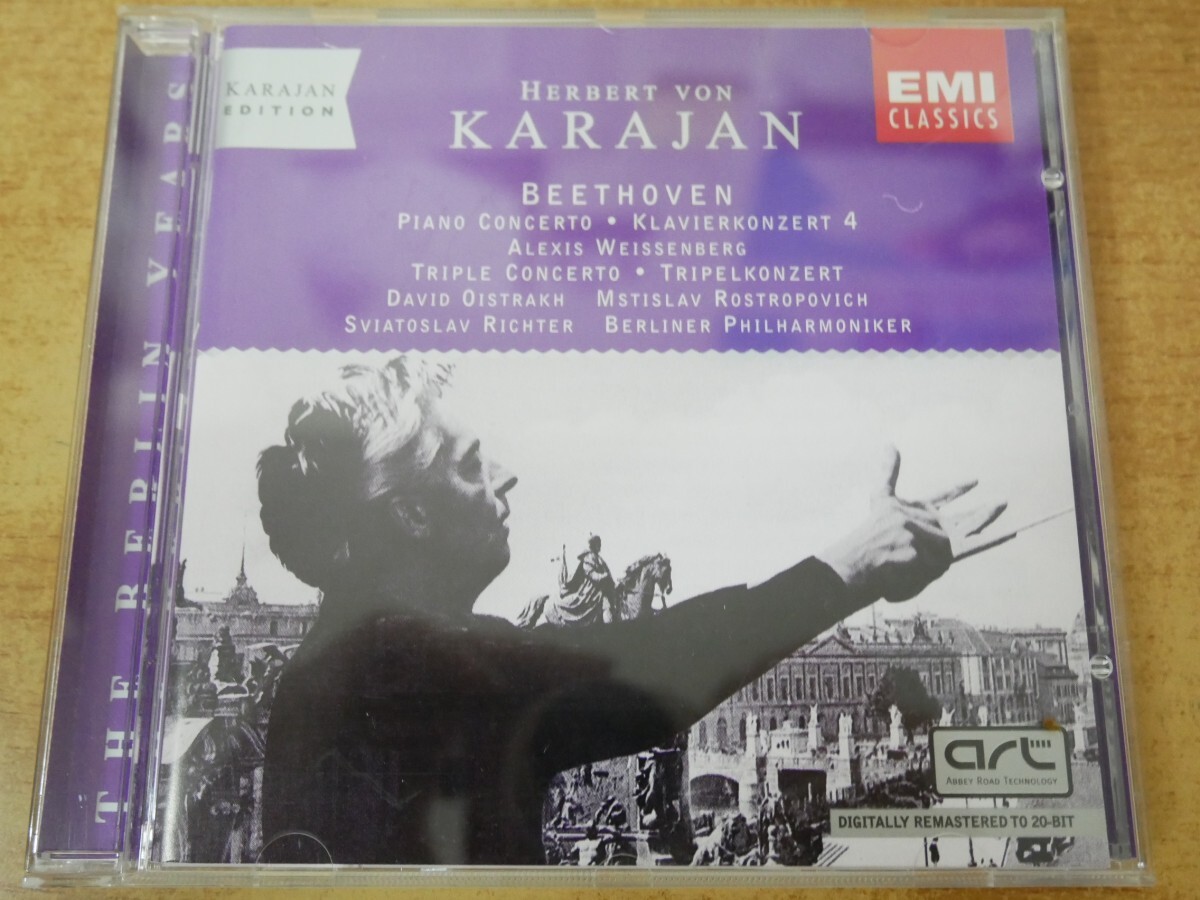 THE BERLIN YEARS
KARAJAN
EDITION
HERBERT VON
KARAJAN
EMI
CLASSICS
BEETHOVEN
PIANO CONCERTO • KLAVIERKONZERT 4
ALEXIS WEISSENBERG
TRIPLE CONCERTO • TRIPELKONZERT
DAVID OISTRAKH MSTISLAV ROSTROPOVICH
SVIATOSLAV RICHTER BERLINER PHILHARMONIKER
art
ABBEY ROAD TECHNOLOGY
DIGITALLY REMASTERED TO 20-BIT